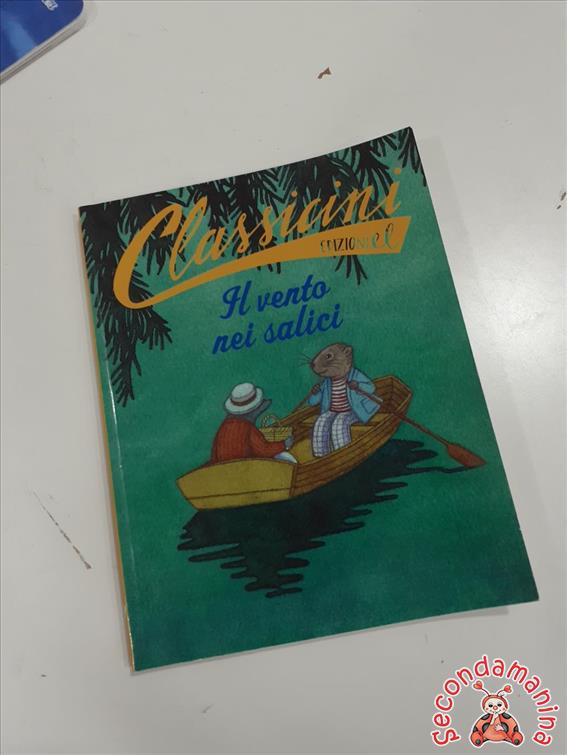 Classicini
EDIZIONI el
Il vento
nei salici
Secondamanina